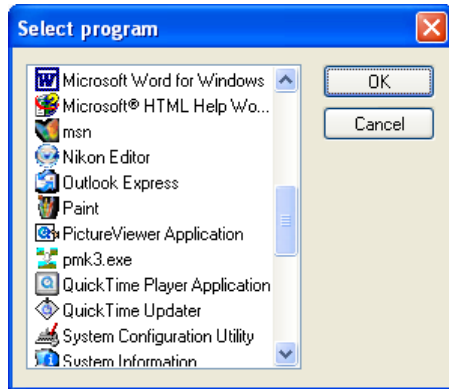 Select program
Microsoft Word for Windows
Microsoft® HTML Help Wo...
msn
Nikon Editor
Outlook Express
Paint
PictureViewer Application
pmk3.exe
QuickTime Player Application
QuickTime Updater
System Configuration Utility
System Information
OK
Cancel